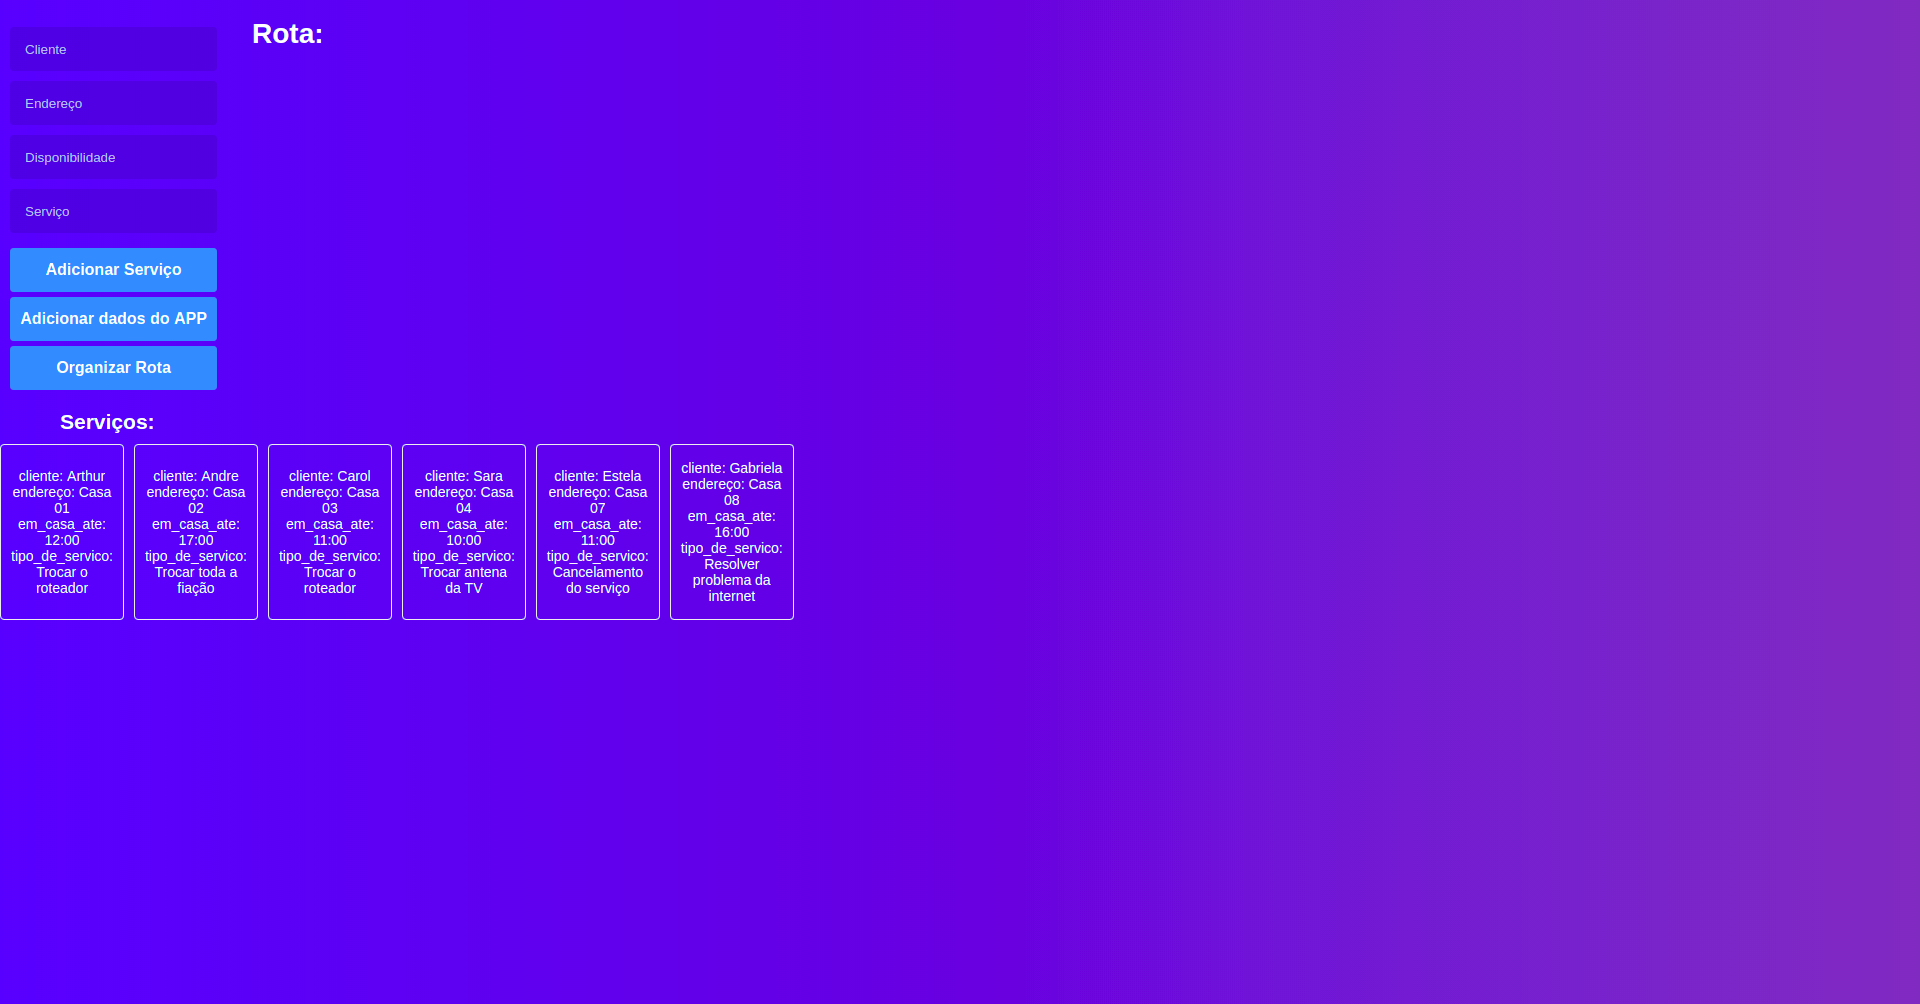 Cliente
Endereço
Disponibilidade
Serviço
Adicionar Serviço
Adicionar dados do APP
Organizar Rota
Rota:
Serviços:
cliente: Arthur
endereço: Casa
01
em_casa_ate:
12:00
tipo_de_servico:
Trocar o
roteador
cliente: Andre
endereço: Casa
02
em_casa_ate:
17:00
tipo_de_servico:
Trocar toda a
fiação
cliente: Carol
endereço: Casa
03
em_casa_ate:
11:00
tipo_de_servico:
Trocar o
roteador
cliente: Sara
endereço: Casa
04
em_casa_ate:
10:00
tipo_de_servico:
Trocar antena
da TV
cliente: Estela
endereço: Casa
07
em_casa_ate:
11:00
tipo_de_servico:
Cancelamento
do serviço
cliente: Gabriela
endereço: Casa
08
em_casa_ate:
16:00
tipo_de_servico:
Resolver
problema da
internet